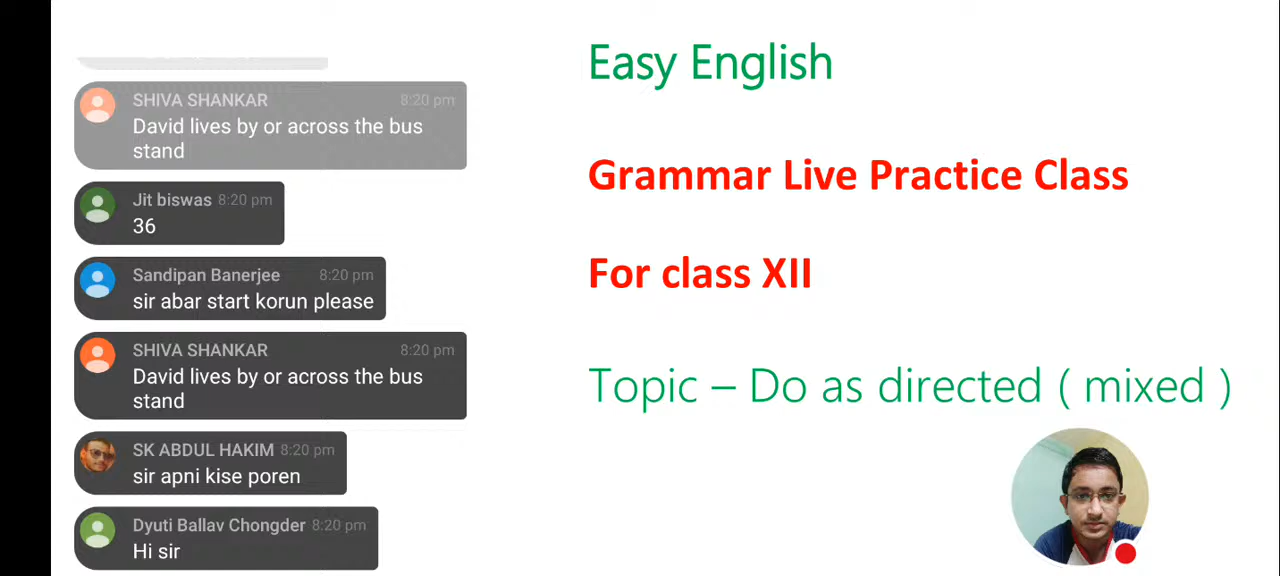 SHIVA SHANKAR 8:20 pm
David lives by or across the bus
stand
Jit biswas 8:20 pm
36
Sandipan Banerjee 8:20 pm
sir abar start korun please
SHIVA SHANKAR 8:20 pm
David lives by or across the bus
stand
SK ABDUL HAKIM 8:20 pm
sir apni kise poren
Dyuti Ballav Chongder 8:20 pm
Hi sir
Easy English
Grammar Live Practice Class
For class XII
Topic – Do as directed ( mixed )